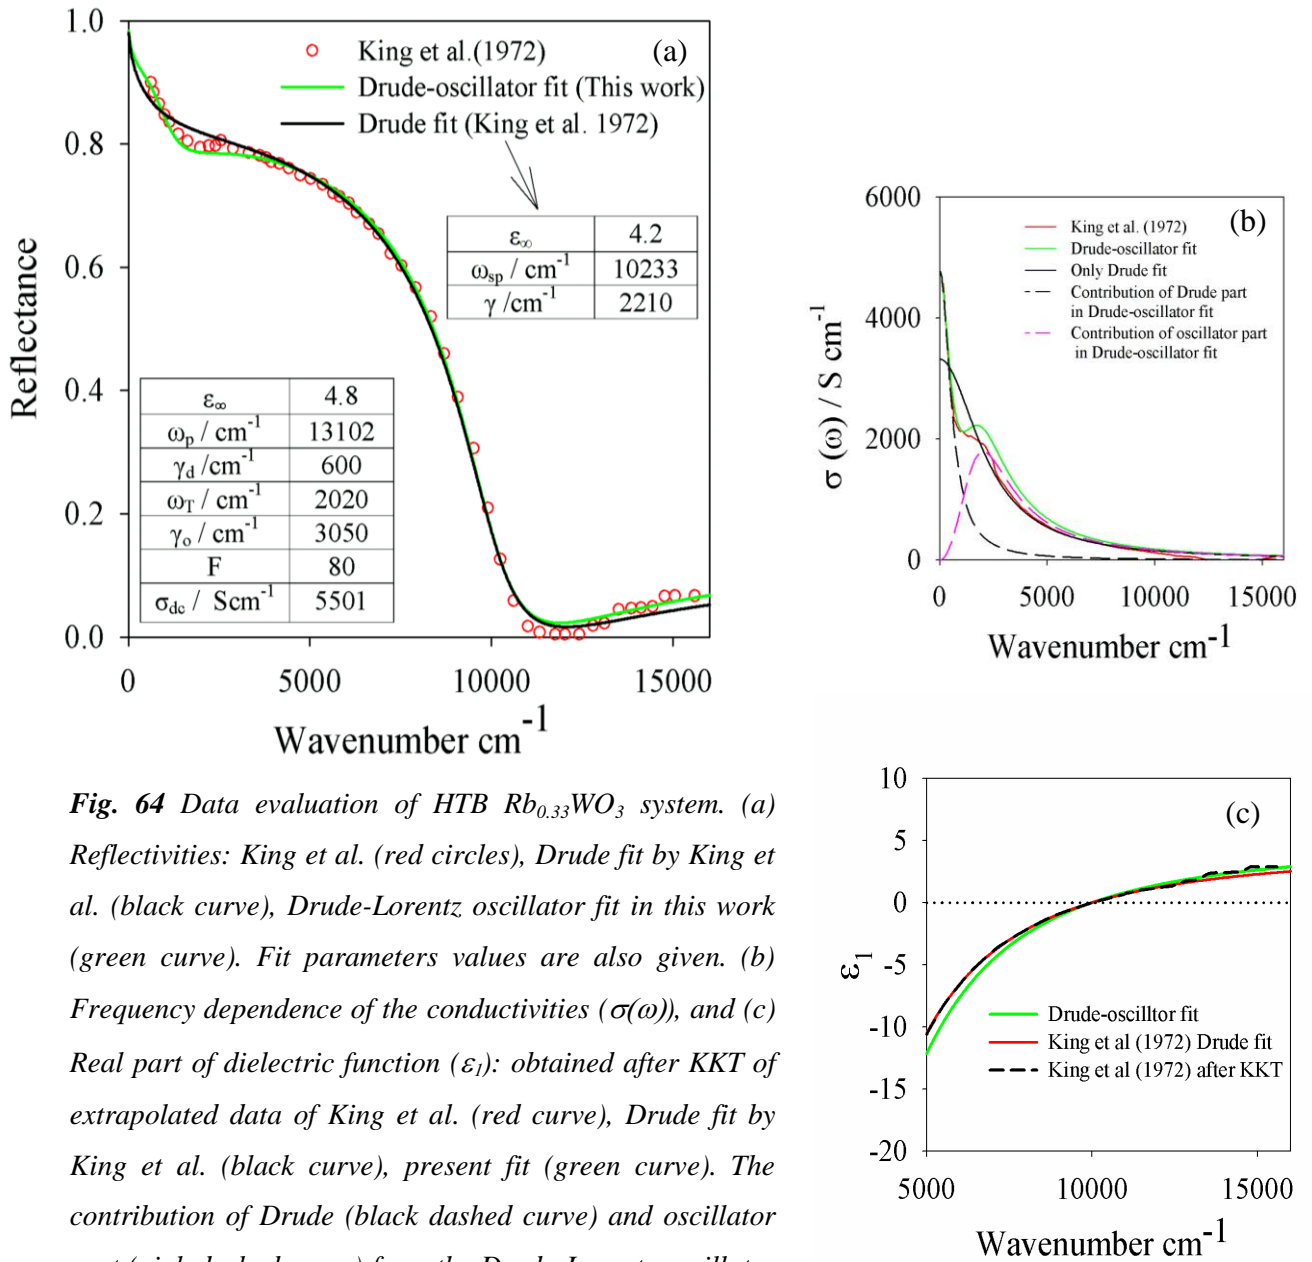 1.0
0.8
0.6
0.4
0.2
0.0
Reflectance
King et al.(1972)
(a)
Drude-oscillator fit (This work)
Drude fit (King et al. 1972)
ε∞ 4.2
ωsp / cm-1 10233
γ /cm-1 2210
ε∞ 4.8
ωp / cm-1 13102
γd /cm-1 600
ωT / cm-1 2020
γo / cm-1 3050
F 80
σdc / Scm-1 5501
0 5000 10000 15000
Wavenumber cm-1
6000
4000
2000
0
σ (ω) / S cm-1
(b)
King et al. (1972)
Drude-oscillator fit
Only Drude fit
Contribution of Drude part
in Drude-oscillator fit
Contribution of oscillator part
in Drude-oscillator fit
0 5000 10000 15000
Wavenumber cm-1
Fig. 64 Data evaluation of HTB Rb0.33WO3 system. (a)
Reflectivities: King et al. (red circles), Drude fit by King et
al. (black curve), Drude-Lorentz oscillator fit in this work
(green curve). Fit parameters values are also given. (b)
Frequency dependence of the conductivities (σ(ω)), and (c)
Real part of dielectric function (ε1): obtained after KKT of
extrapolated data of King et al. (red curve), Drude fit by
King et al. (black curve), present fit (green curve). The
contribution of Drude (black dashed curve) and oscillator
10
5
0
-5
-10
-15
-20
ε1
(c)
Drude-oscilltor fit
King et al (1972) Drude fit
King et al (1972) after KKT
5000 10000 15000
Wavenumber cm-1